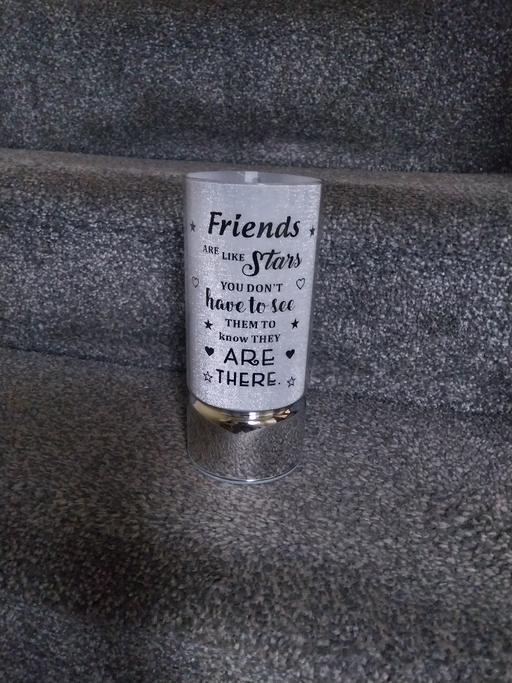 Friends
ARE LIKE Stars
YOU DON'T
have to see
THEM TO
know THEY
ARE
THERE.